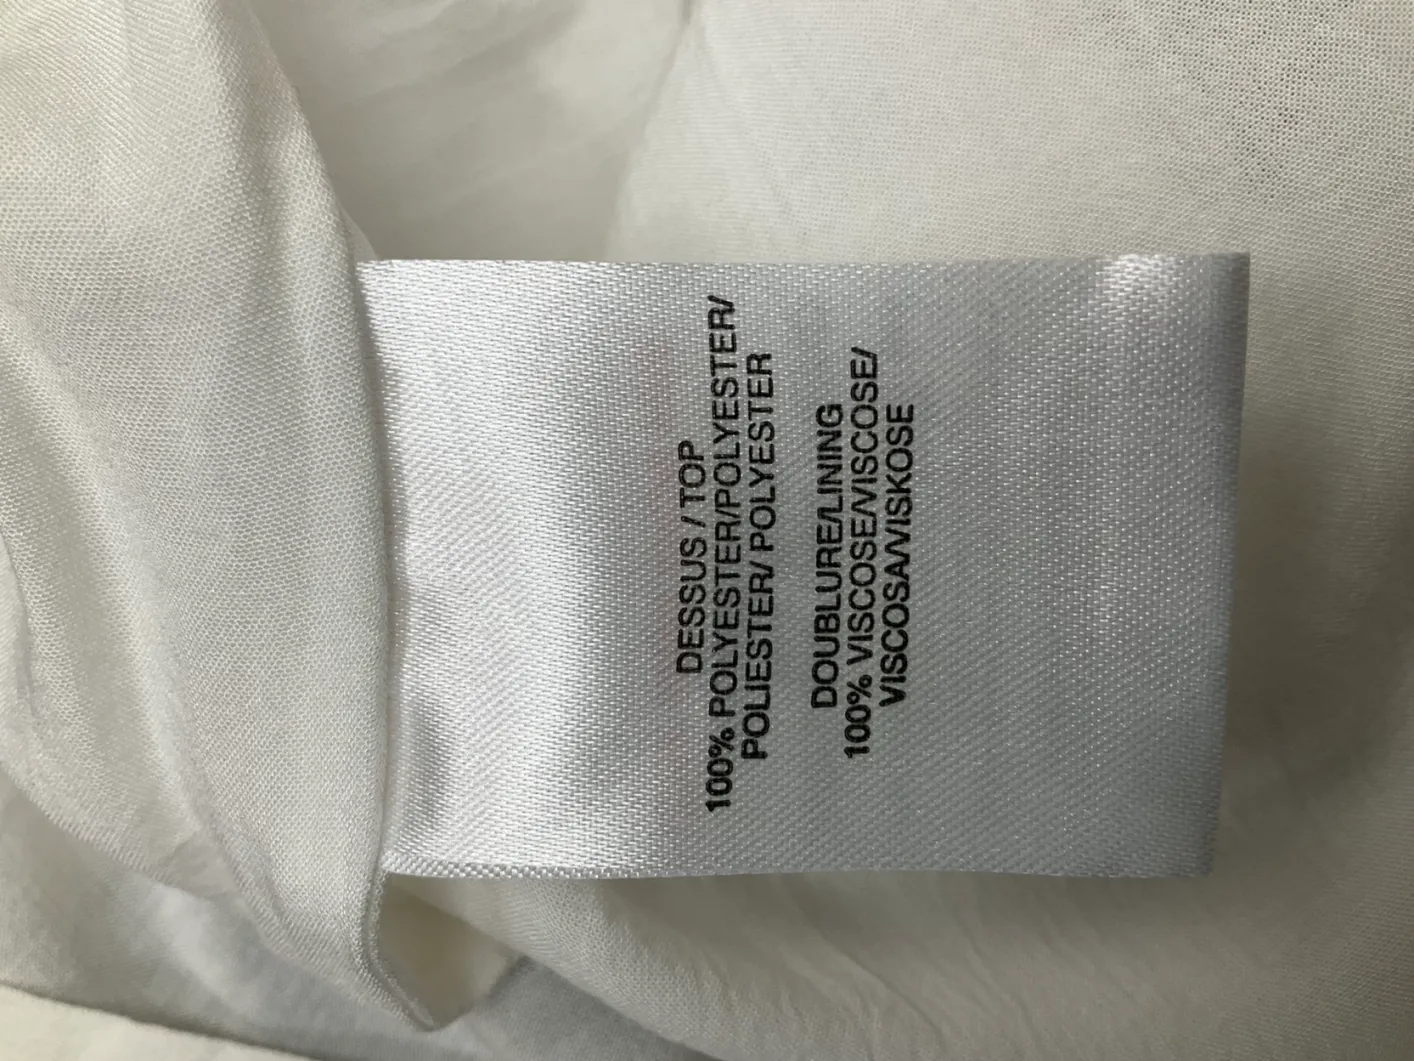 DESSUS / TOP
100% POLYESTER/POLYESTER/
POLIESTER/ POLYESTER
DOUBLURE/LINING
100% VISCOSE/VISCOSE/
VISCOSA/VISKOSE